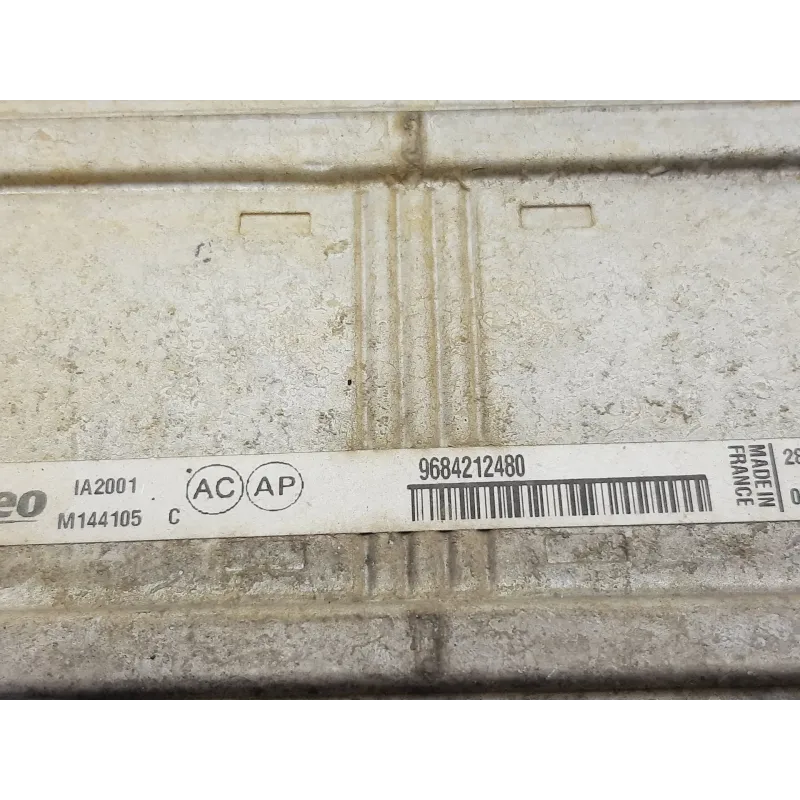 eo
IA2001
M144105 C
AC AP
9684212480
MADE IN
FRANCE
28
0